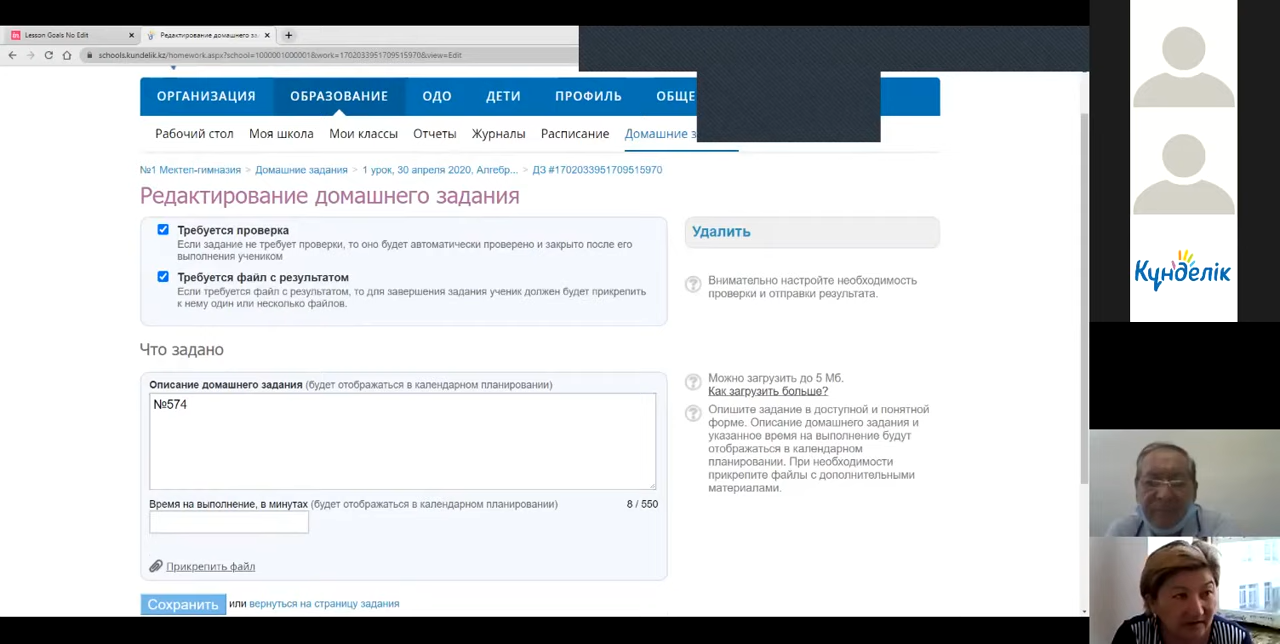 Lesson Goals No Edit
Редактирование домашнего за
schools.kundelik.kz/homework.aspx?school=1000001000001&work=1702033951709515970&view=Edit
ОРГАНИЗАЦИЯ ОБРАЗОВАНИЕ ОДО ДЕТИ ПРОФИЛЬ ОБЩЕ
Рабочий стол Моя школа Мои классы Отчеты Журналы Расписание Домашние з
№1 Мектеп-гимназия > Домашние задания > 1 урок, 30 апреля 2020, Алгебр... > ДЗ #1702033951709515970
Редактирование домашнего задания
Требуется проверка
Если задание не требует проверки, то оно будет автоматически проверено и закрыто после его
выполнения учеником
Требуется файл с результатом
Если требуется файл с результатом, то для завершения задания ученик должен будет прикрепить
к нему один или несколько файлов.
Удалить
Внимательно настройте необходимость
проверки и отправки результата.
Что задано
Описание домашнего задания (будет отображаться в календарном планировании)
№574
Время на выполнение, в минутах (будет отображаться в календарном планировании) 8 / 550
Прикрепить файл
Можно загрузить до 5 Мб.
Как загрузить больше?
Опишите задание в доступной и понятной
форме. Описание домашнего задания и
указанное время на выполнение будут
отображаться в календарном
планировании. При необходимости
прикрепите файлы с дополнительными
материалами.
Сохранить или вернуться на страницу задания
Күнделік